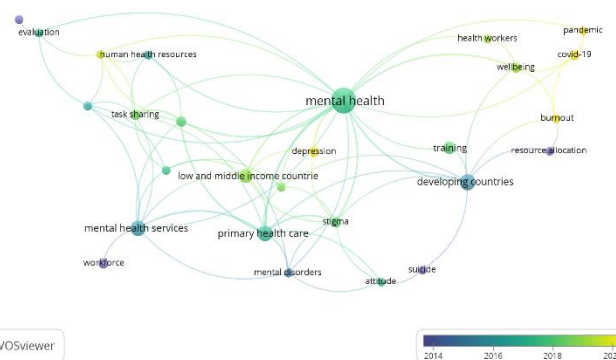 pandemic
evaluation
health workers
human health resources
covid-19
wellbeing
mental health
task sharing
burnout
depression
training
resource allocation
low and middle income countrie
developing countries
stigma
mental health services
primary health care
workforce
mental disorders
suicide
attitude
VOSviewer
2014 2016 2018